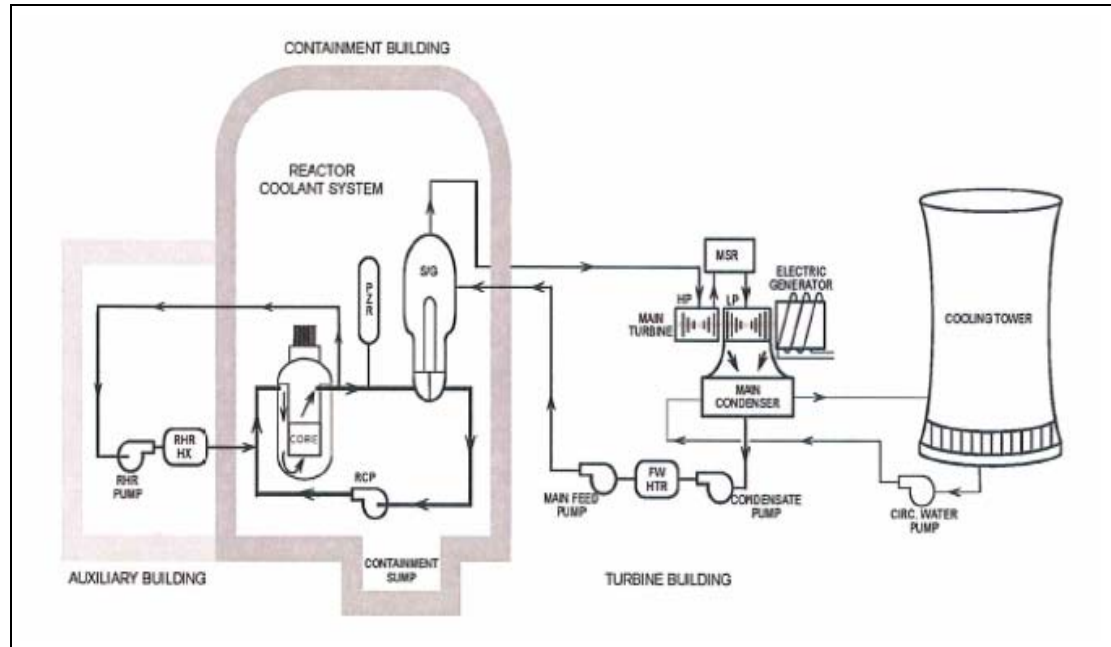 CONTAINMENT BUILDING
REACTOR
COOLANT SYSTEM
S/G
PZR
MSR
ELECTRIC
GENERATOR
HP
LP
MAIN
TURBINE
COOLING TOWER
MAIN
CONDENSER
CORE
RHR
HX
RHR
PUMP
RCP
FW
HTR
MAIN FEED
PUMP
CONDENSATE
PUMP
CIRC. WATER
PUMP
CONTAINMENT
SUMP
AUXILIARY BUILDING
TURBINE BUILDING